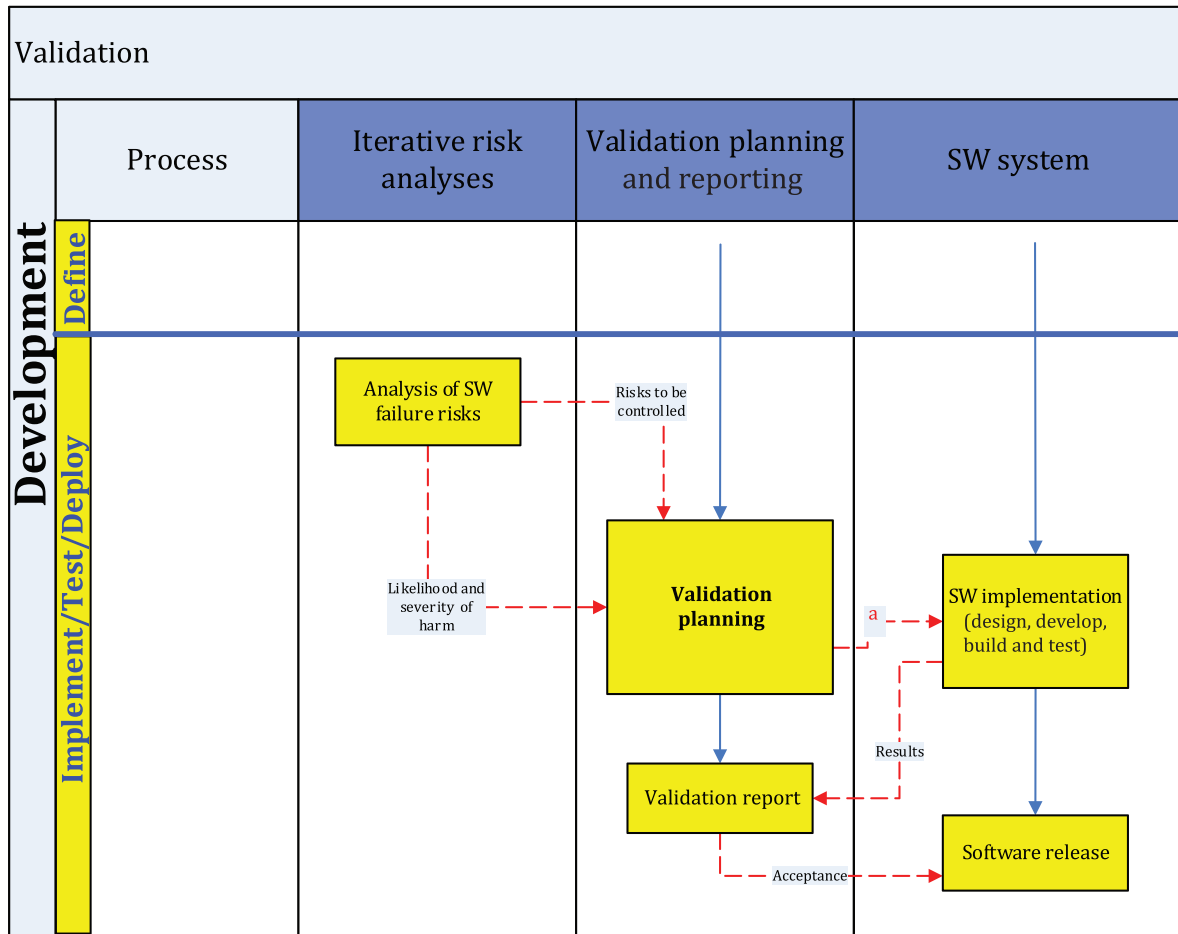 Validation
Process
Iterative risk
analyses
Validation planning
and reporting
SW system
Development
Define
Implement/Test/Deploy
Analysis of SW
failure risks
Risks to be
controlled
Likelihood and
severity of
harm
Validation
planning
a
SW implementation
(design, develop,
build and test)
Results
Validation report
Software release
Acceptance